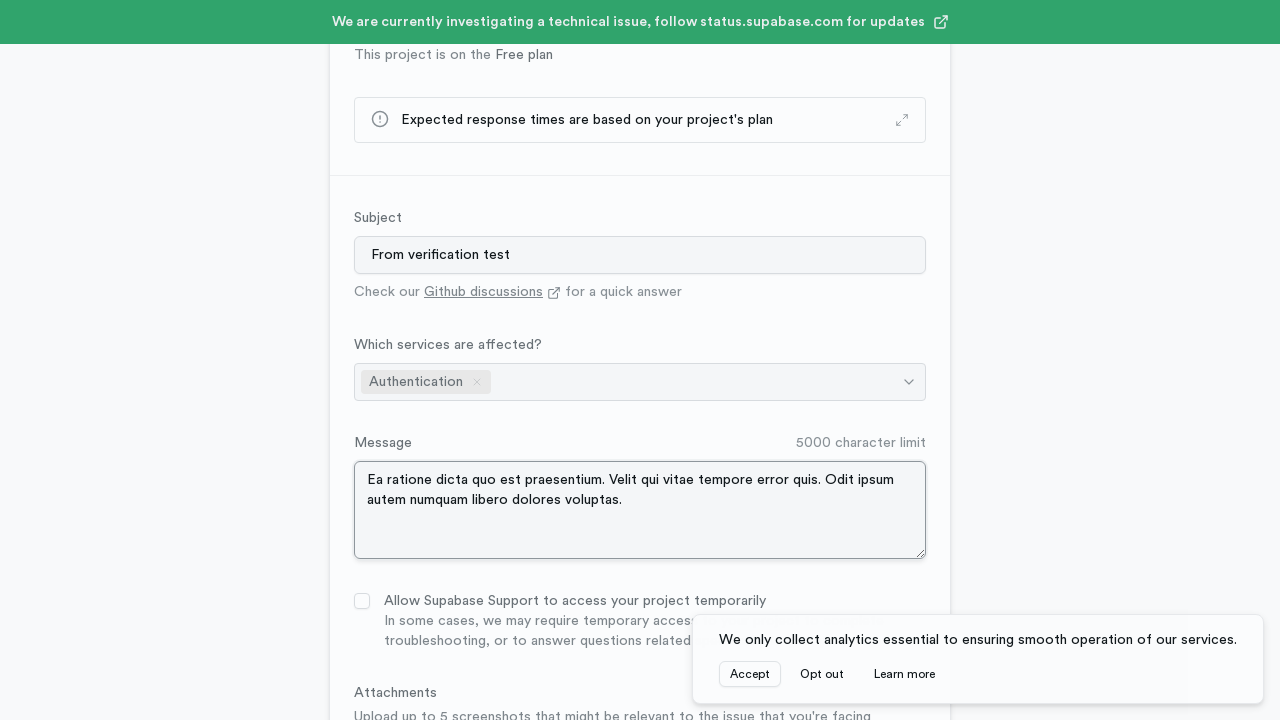 We are currently investigating a technical issue, follow status.supabase.com for updates
This project is on the Free plan
Expected response times are based on your project's plan
Subject
From verification test
Check our Github discussions for a quick answer
Which services are affected?
Authentication
Message
5000 character limit
Ea ratione dicta quo est praesentium. Velit qui vitae tempore error quis. Odit ipsum
autem numquam libero dolores voluptas.
Allow Supabase Support to access your project temporarily
In some cases, we may require temporary
troubleshooting, or to answer questions related
We only collect analytics essential to ensuring smooth operation of our services.
Accept
Opt out
Learn more
Attachments
Upload up to 5 screenshots that might be relevant to the issue that you're facing